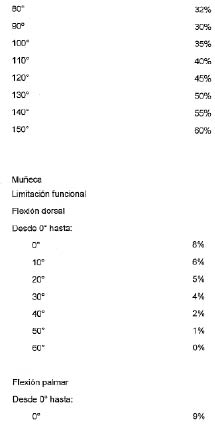 80° 32%
90° 30%
100° 35%
110° 40%
120° 45%
130° 50%
140° 55%
150° 60%
Muñeca
Limitación funcional
Flexión dorsal
Desde 0° hasta:
0° 8%
10° 6%
20° 5%
30° 4%
40° 2%
50° 1%
60° 0%
Flexión palmar
Desde 0° hasta:
0° 9%